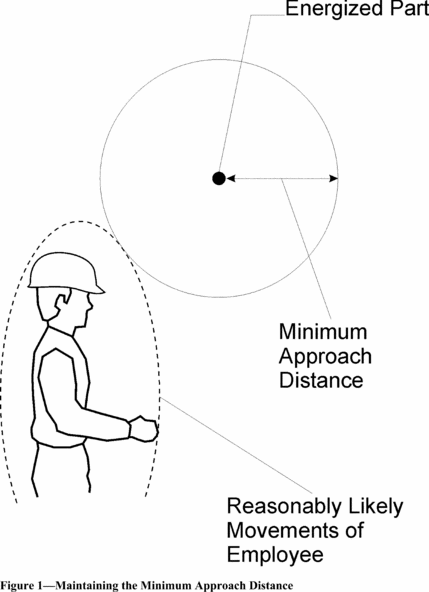 Energized Part
Minimum
Approach
Distance
Reasonably Likely
Movements of
Employee
Figure 1—Maintaining the Minimum Approach Distance